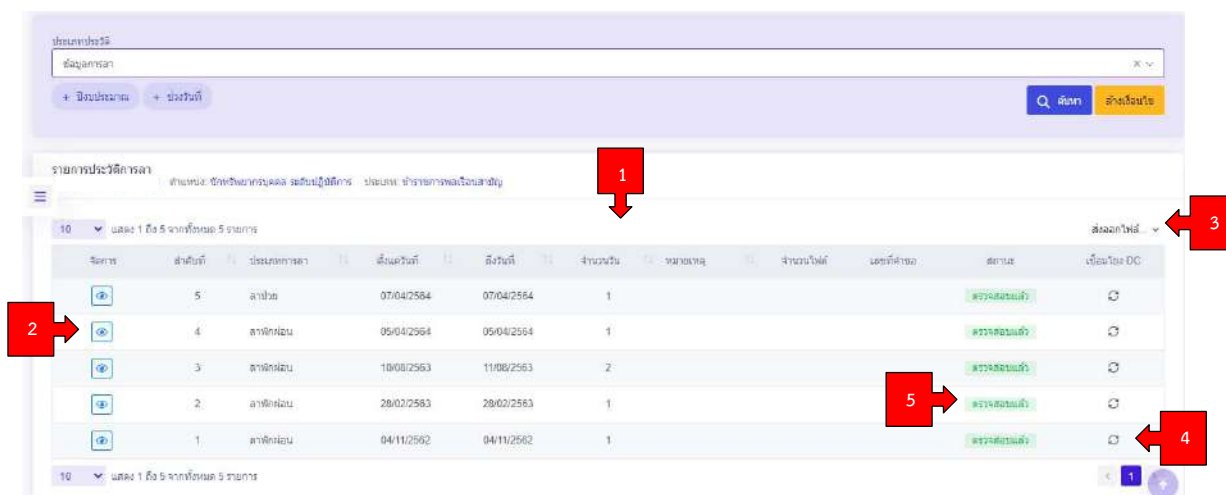 ประเภทประวัติ
ข้อมูลการลา
+ ปีงบประมาณ + ช่วงวันที่
ค้นหา ล้างเงื่อนไข
รายการประวัติการลา
ตำแหน่ง: นักทรัพยากรบุคคล ระดับปฏิบัติการ ประเภท: ข้าราชการพลเรือนสามัญ
1
10 แสดง 1 ถึง 5 จากทั้งหมด 5 รายการ ส่งออกไฟล์... 3
จัดการ ลำดับที่ ประเภทการลา ตั้งแต่วันที่ ถึงวันที่ จำนวนวัน หมายเหตุ จำนวนไฟล์ เลขที่คำขอ สถานะ เชื่อมโยง DC
5 ลาป่วย 07/04/2564 07/04/2564 1 ตรวจสอบแล้ว
2 4 ลาพักผ่อน 05/04/2564 05/04/2564 1 ตรวจสอบแล้ว
3 ลาพักผ่อน 10/08/2563 11/08/2563 2 ตรวจสอบแล้ว
2 ลาพักผ่อน 28/02/2563 28/02/2563 1 5 ตรวจสอบแล้ว
1 ลาพักผ่อน 04/11/2562 04/11/2562 1 ตรวจสอบแล้ว 4
10 แสดง 1 ถึง 5 จากทั้งหมด 5 รายการ < 1